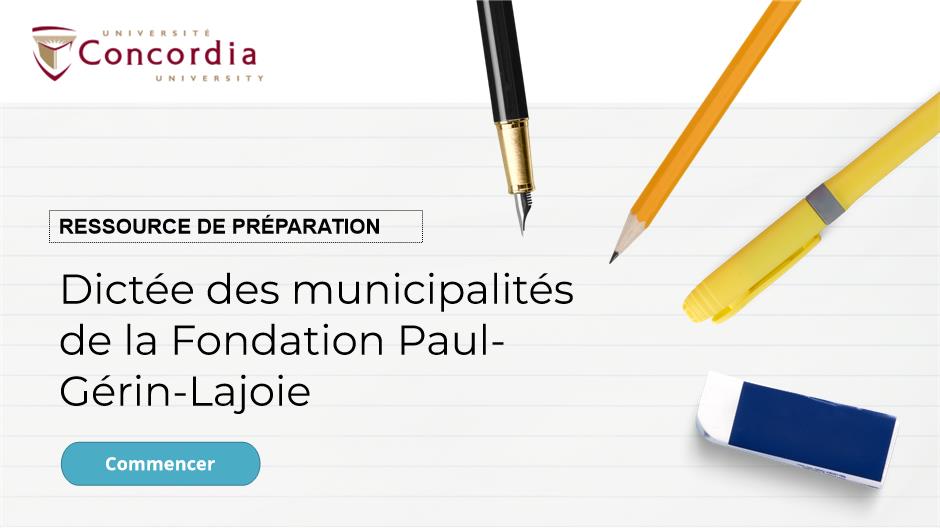 UNIVERSITÉ
Concordia
UNIVERSITY
RESSOURCE DE PRÉPARATION
Dictée des municipalités
de la Fondation Paul-
Gérin-Lajoie
Commencer